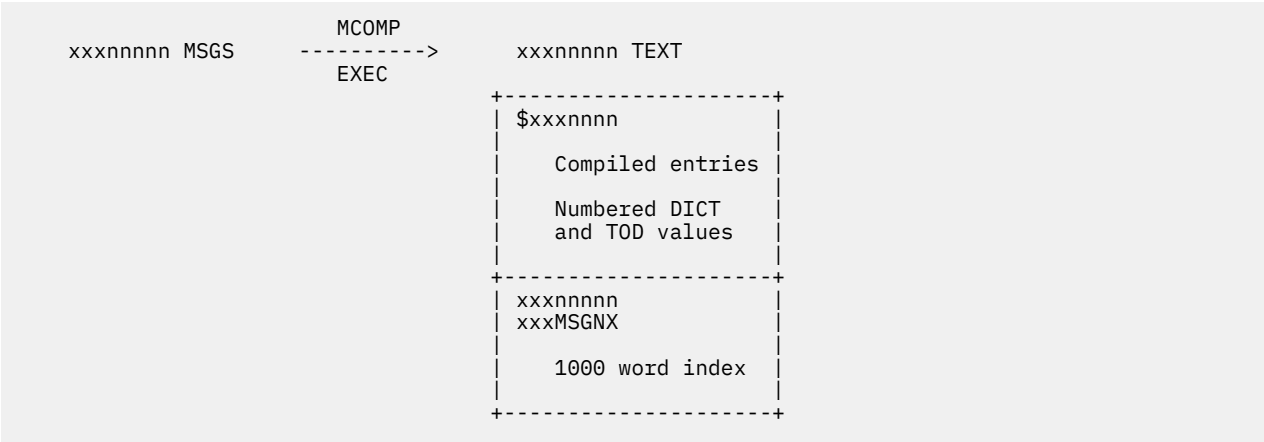 MCOMP
xxxnnnnn MSGS ----------> xxxnnnnn TEXT
EXEC
+---------------------+
| $xxxnnnn |
| |
| Compiled entries |
| |
| Numbered DICT |
| and TOD values |
| |
+---------------------+
| xxxnnnnn |
| xxxMSGNX |
| |
| 1000 word index |
| |
+---------------------+